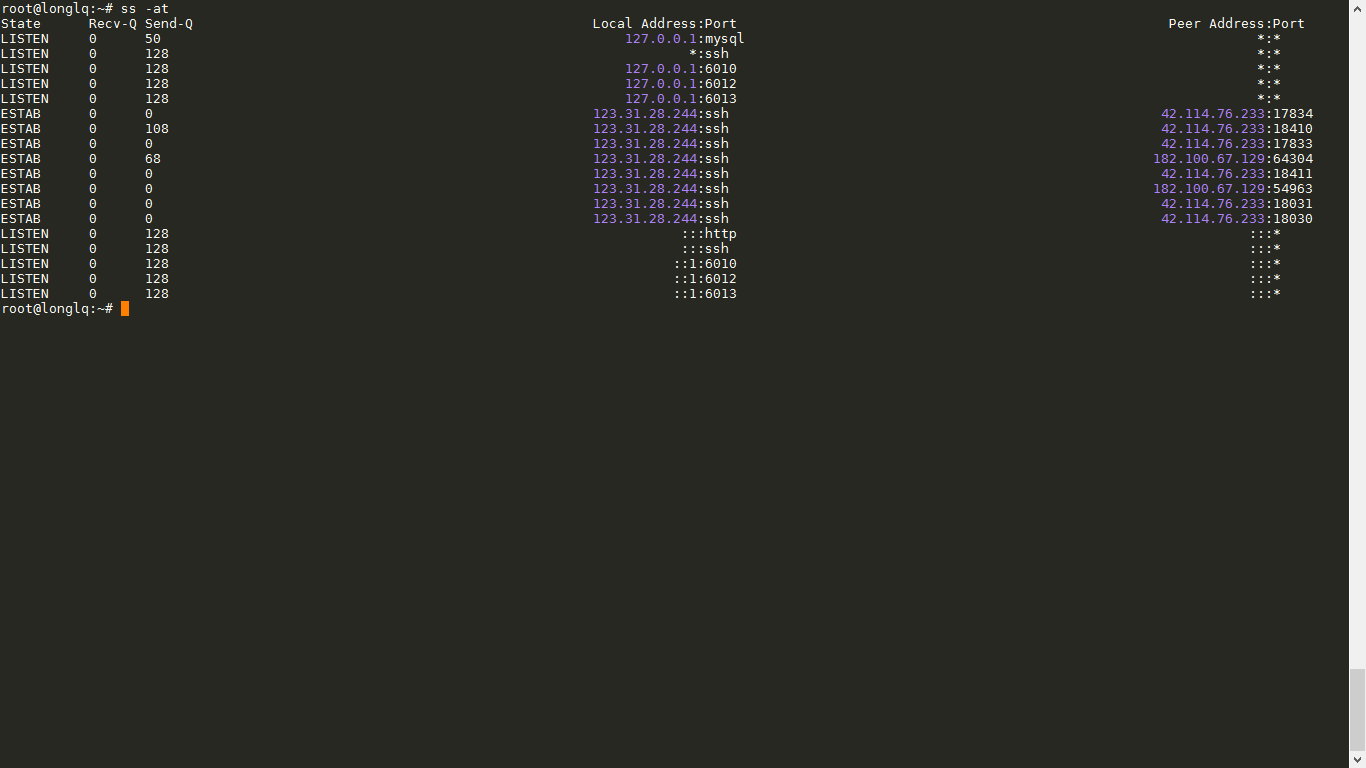 root@longlq:~# ss -at
State Recv-Q Send-Q Local Address:Port Peer Address:Port
LISTEN 0 50 127.0.0.1:mysql *:*
LISTEN 0 128 *:ssh *:*
LISTEN 0 128 127.0.0.1:6010 *:*
LISTEN 0 128 127.0.0.1:6012 *:*
LISTEN 0 128 127.0.0.1:6013 *:*
ESTAB 0 0 123.31.28.244:ssh 42.114.76.233:17834
ESTAB 0 108 123.31.28.244:ssh 42.114.76.233:18410
ESTAB 0 0 123.31.28.244:ssh 42.114.76.233:17833
ESTAB 0 68 123.31.28.244:ssh 182.100.67.129:64304
ESTAB 0 0 123.31.28.244:ssh 42.114.76.233:18411
ESTAB 0 0 123.31.28.244:ssh 182.100.67.129:54963
ESTAB 0 0 123.31.28.244:ssh 42.114.76.233:18031
ESTAB 0 0 123.31.28.244:ssh 42.114.76.233:18030
LISTEN 0 128 :::http :::*
LISTEN 0 128 :::ssh :::*
LISTEN 0 128 ::1:6010 :::*
LISTEN 0 128 ::1:6012 :::*
LISTEN 0 128 ::1:6013 :::*
root@longlq:~#